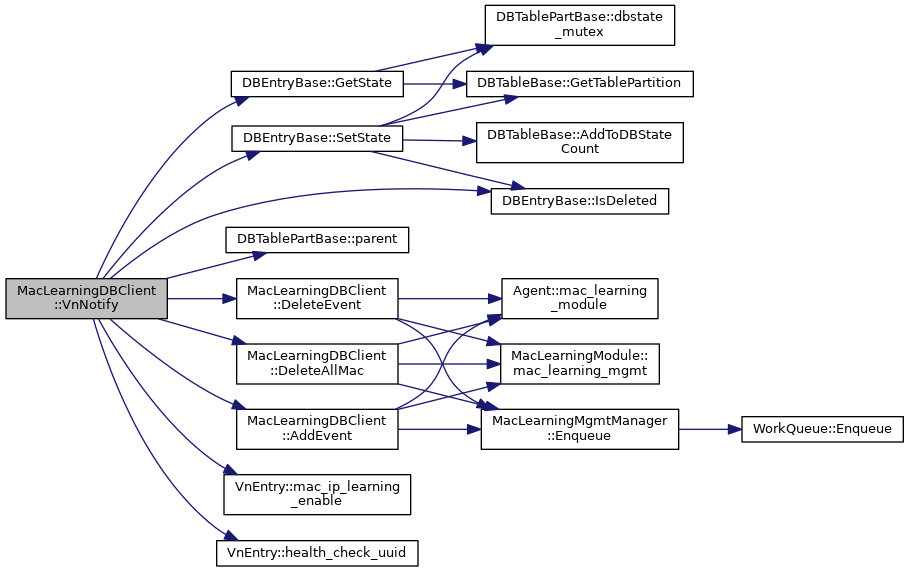 DBTablePartBase::dbstate
_mutex
DBEntryBase::GetState
DBTableBase::GetTablePartition
DBEntryBase::SetState
DBTableBase::AddToDBState
Count
DBEntryBase::IsDeleted
DBTablePartBase::parent
MacLearningDBClient
::VnNotify
MacLearningDBClient
::DeleteEvent
Agent::mac_learning
_module
MacLearningDBClient
::DeleteAllMac
MacLearningModule::
mac_learning_mgmt
MacLearningDBClient
::AddEvent
MacLearningMgmtManager
::Enqueue
WorkQueue::Enqueue
VnEntry::mac_ip_learning
_enable
VnEntry::health_check_uuid